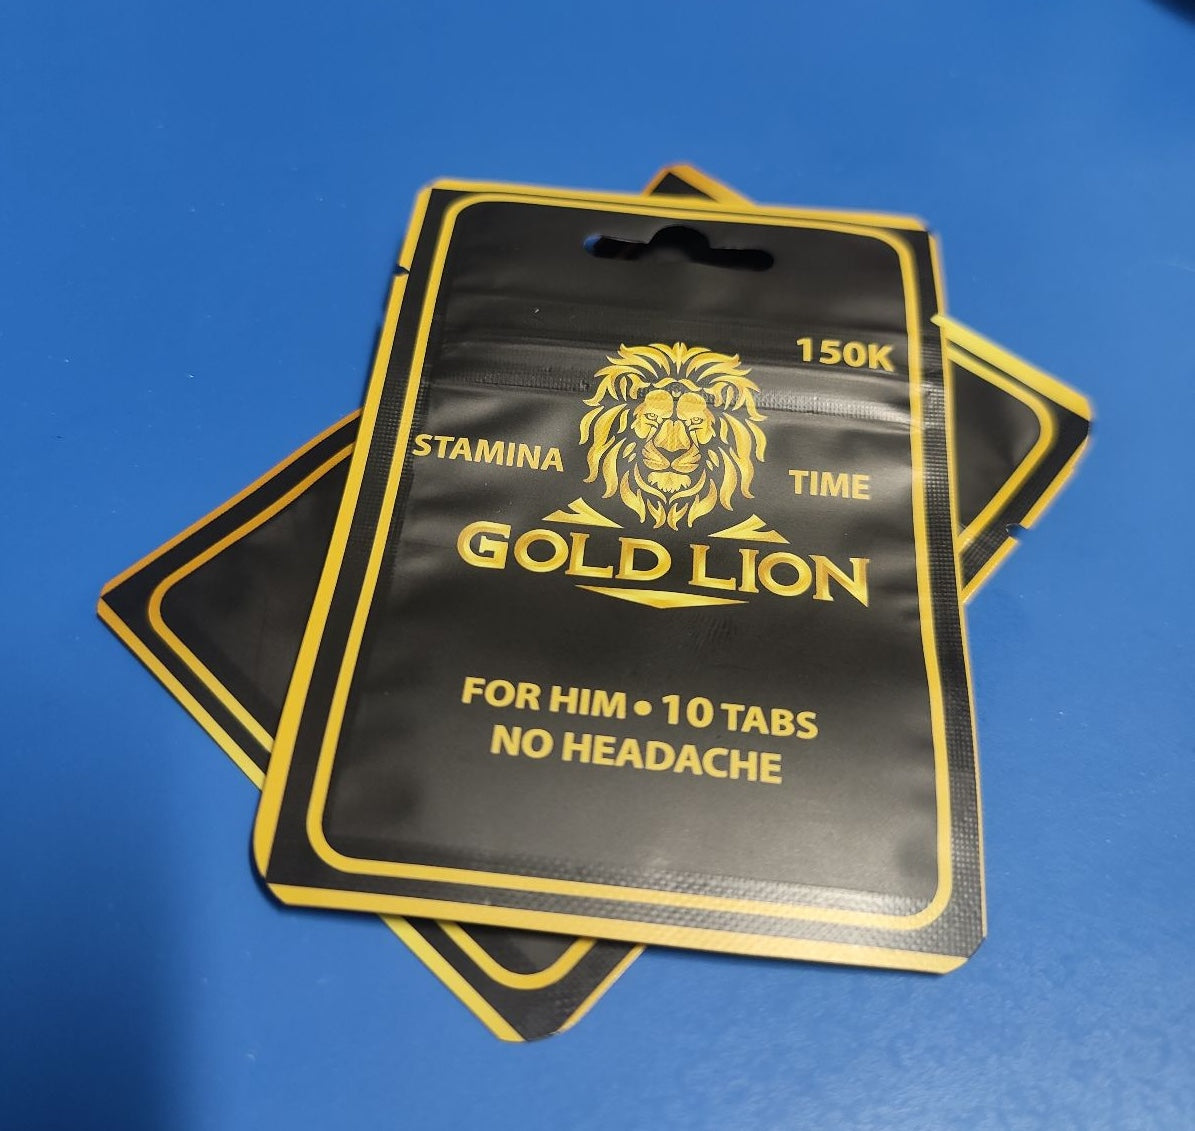 150K
STAMINA
TIME
GOLD LION
FOR HIM • 10 TABS
NO HEADACHE